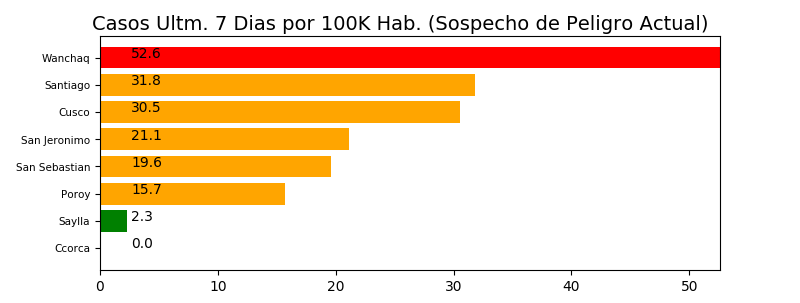 Casos Ultm. 7 Dias por 100K Hab. (Sospecho de Peligro Actual)
Wanchaq 52.6
Santiago 31.8
Cusco 30.5
San Jeronimo 21.1
San Sebastian 19.6
Poroy 15.7
Saylla 2.3
Ccorca 0.0
0 10 20 30 40 50